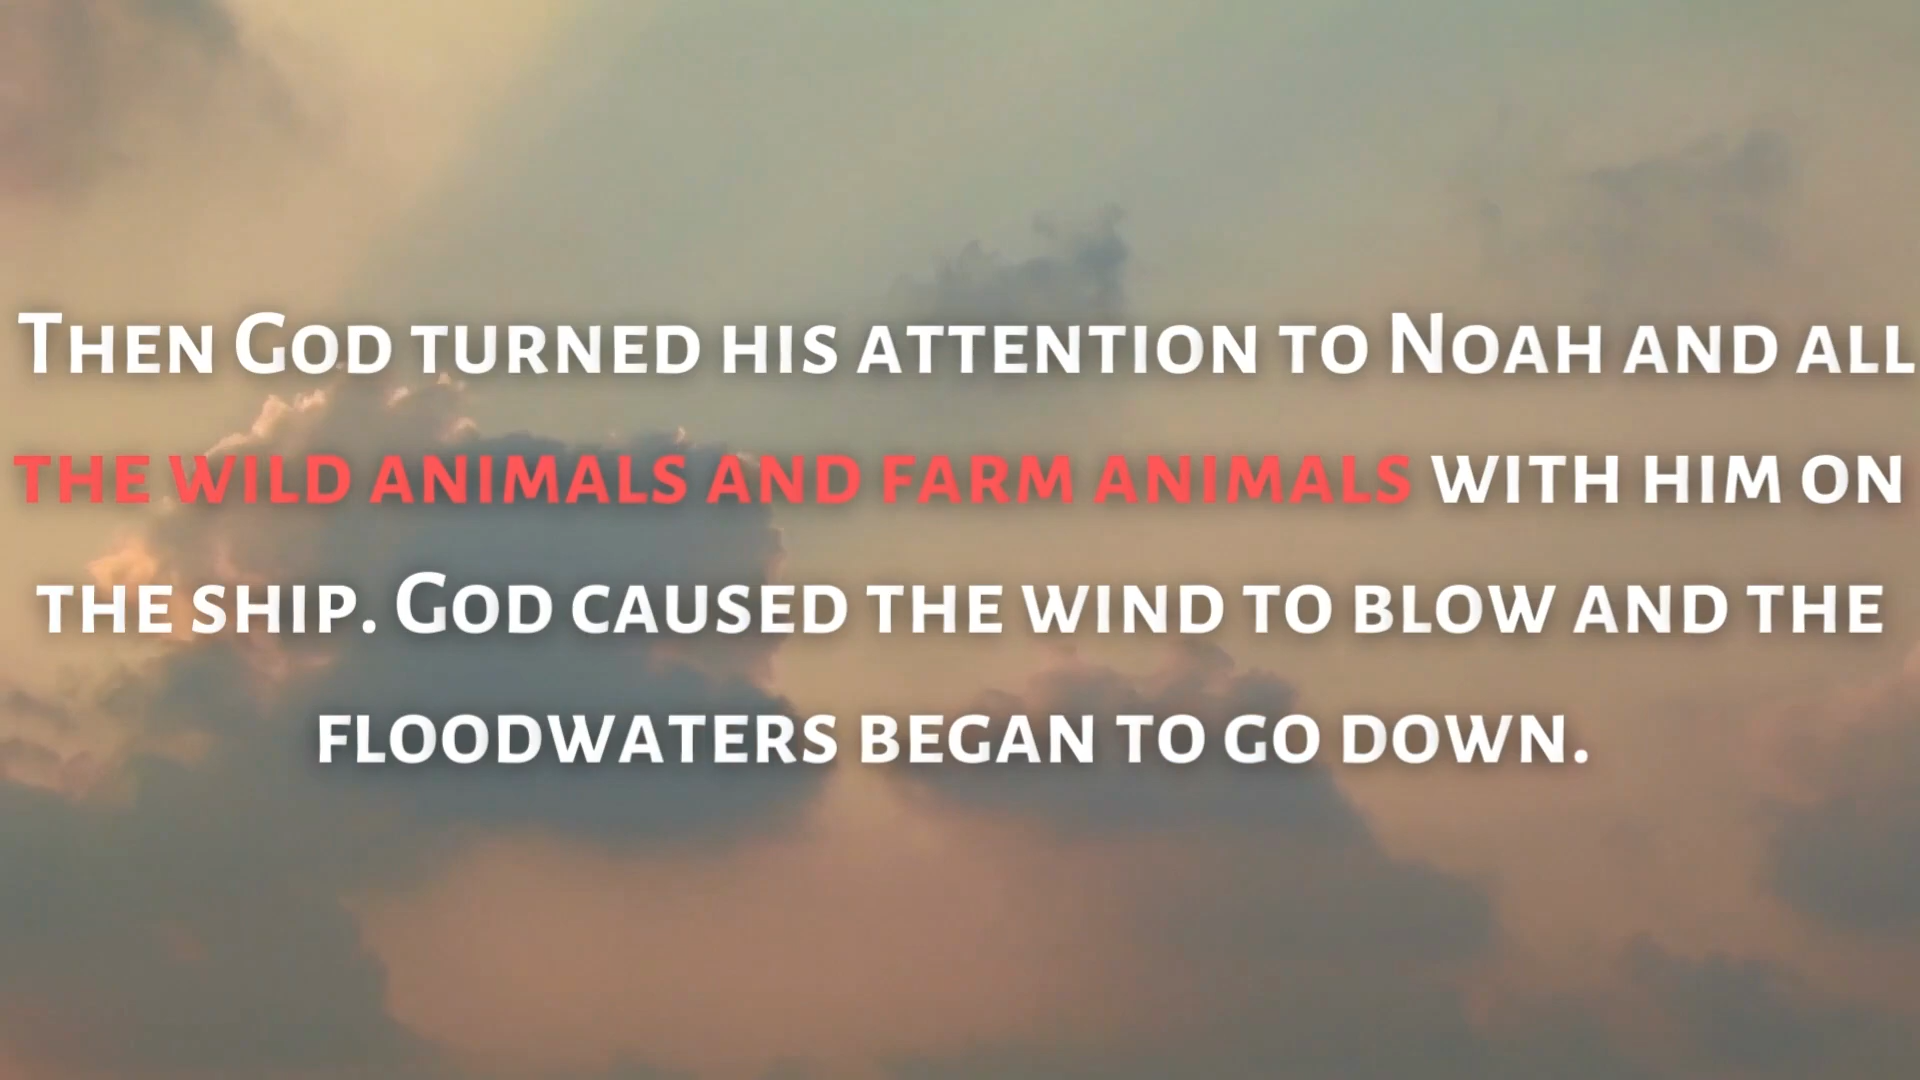 Then God turned his attention to Noah and all
the wild animals and farm animals with him on
the ship. God caused the wind to blow and the
floodwaters began to go down.